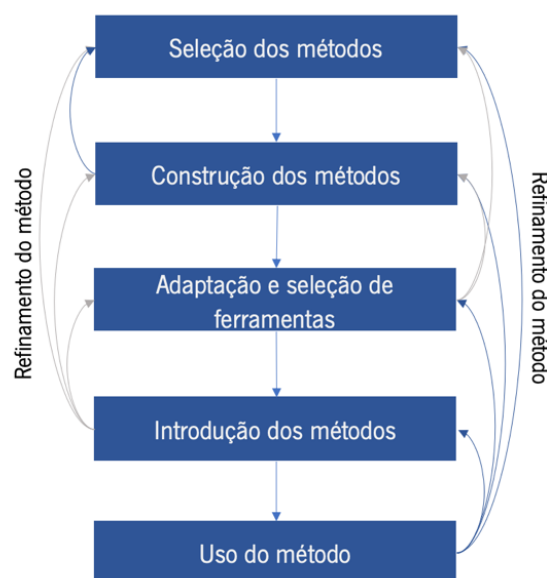 Seleção dos métodos
Construção dos métodos
Adaptação e seleção de
ferramentas
Introdução dos métodos
Uso do método
Refinamento do método
Refinamento do método